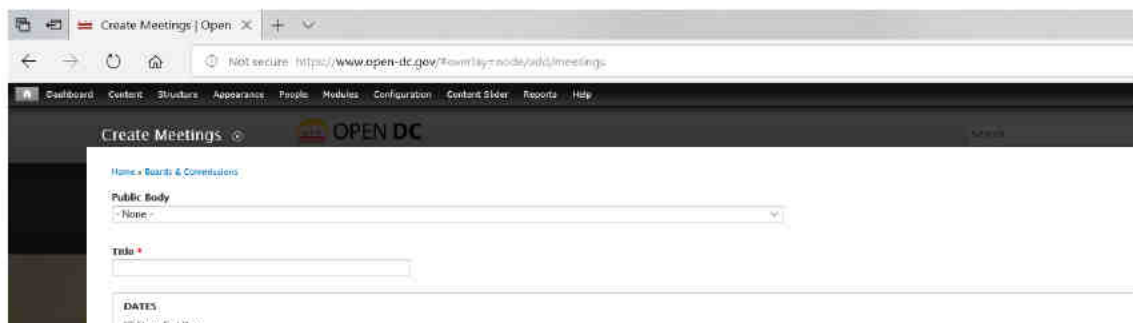 Create Meetings | Open
Not secure https://www.open-dc.gov/#overlay=node/add/meetings
Dashboard Content Structure Appearance People Modules Configuration Content Slider Reports Help
Create Meetings OPEN DC Search
Home » Boards & Commissions
Public Body
- None -
Title *
DATES